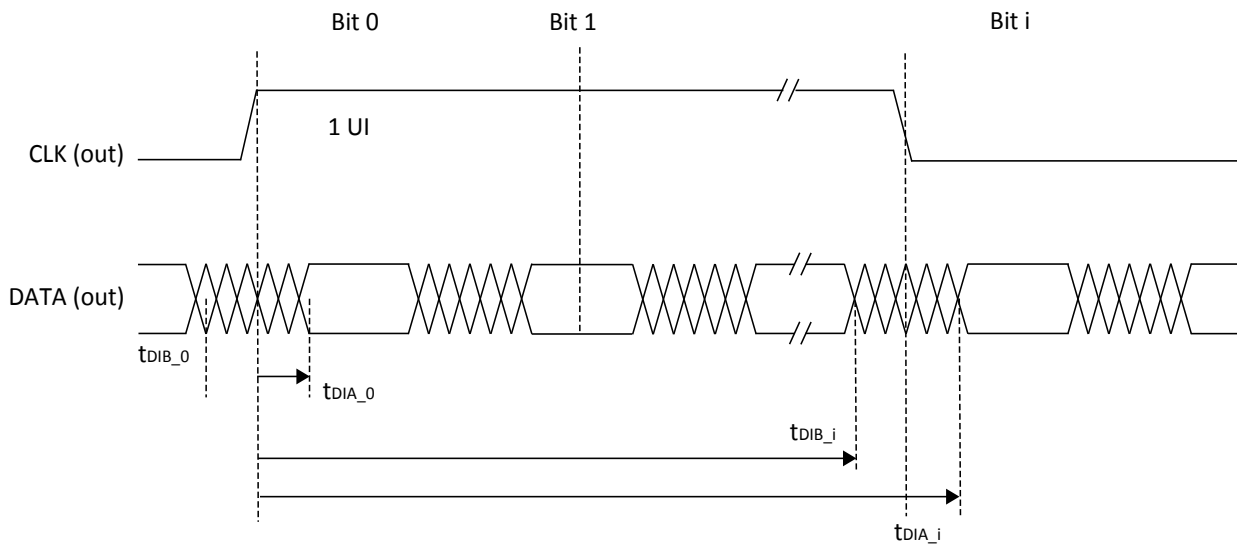 Bit 0
Bit 1
Bit i
1 UI
CLK (out)
DATA (out)
tDIB_0
tDIA_0
tDIB_i
tDIA_i